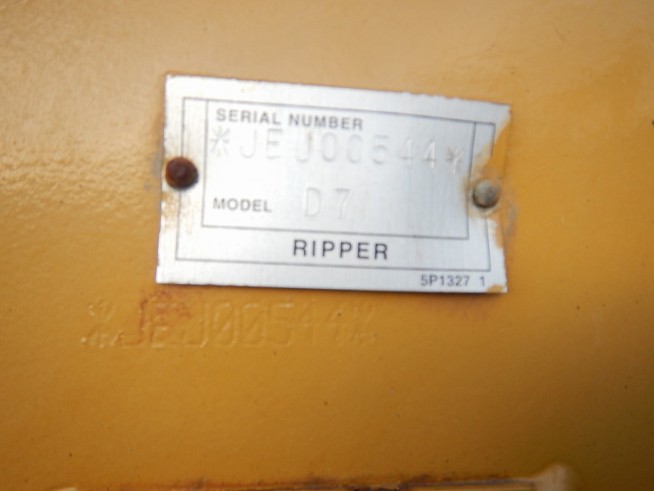 SERIAL NUMBER
*JEJ00544*
MODEL D7
RIPPER
5P1327 1
*JEJ00544*